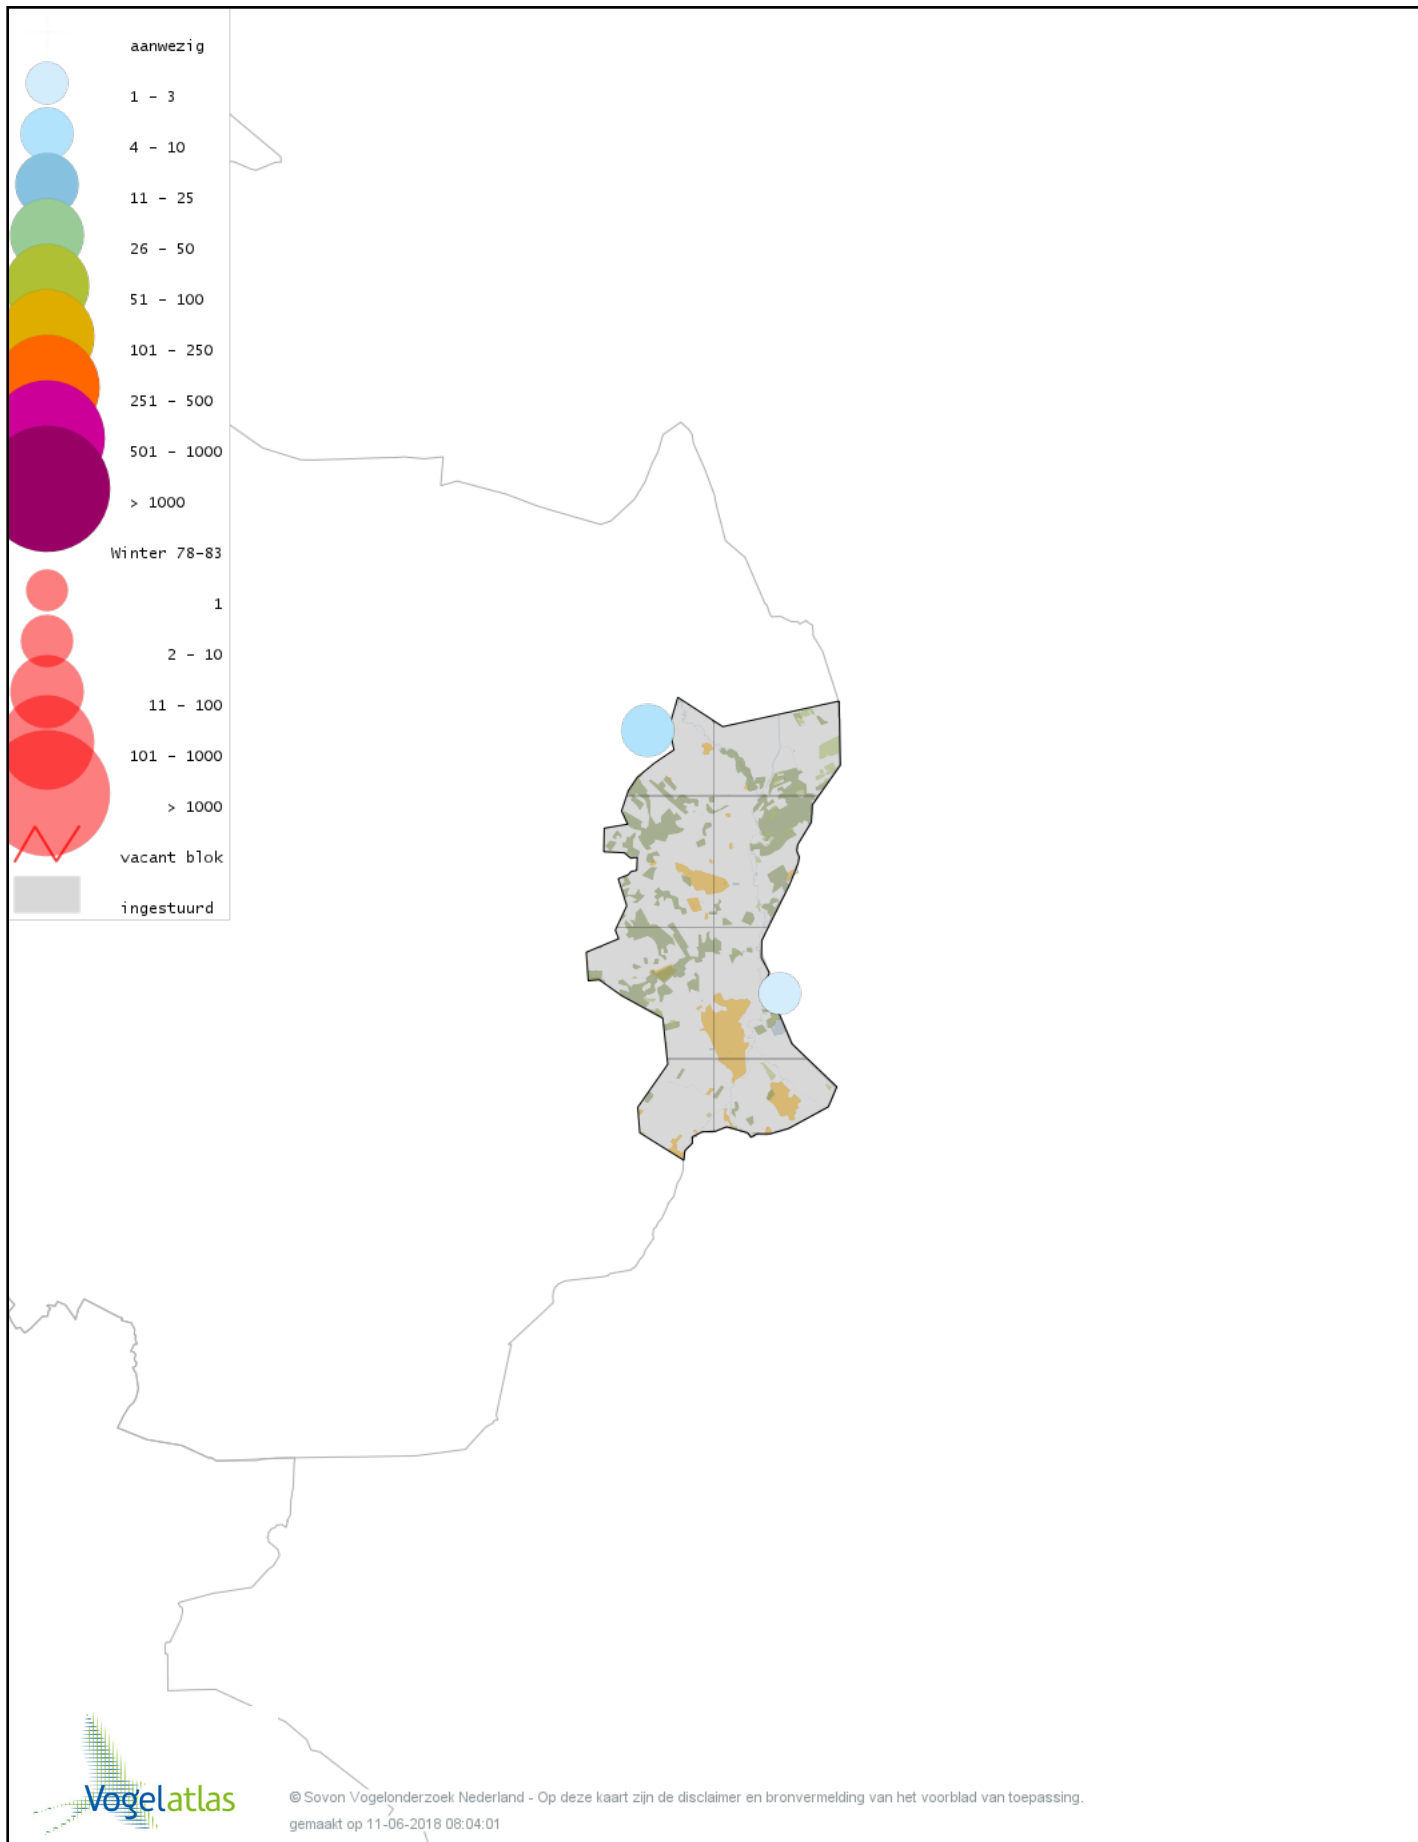 aanwezig
1 - 3
4 - 10
11 - 25
26 - 50
51 - 100
101 - 250
251 - 500
501 - 1000
> 1000
Winter 78-83
1
2 - 10
11 - 100
101 - 1000
> 1000
vacant blok
ingestuurd
Vogelatlas
© Sovon Vogelonderzoek Nederland - Op deze kaart zijn de disclaimer en bronvermelding van het voorblad van toepassing.
gemaakt op 11-06-2018 08:04:01